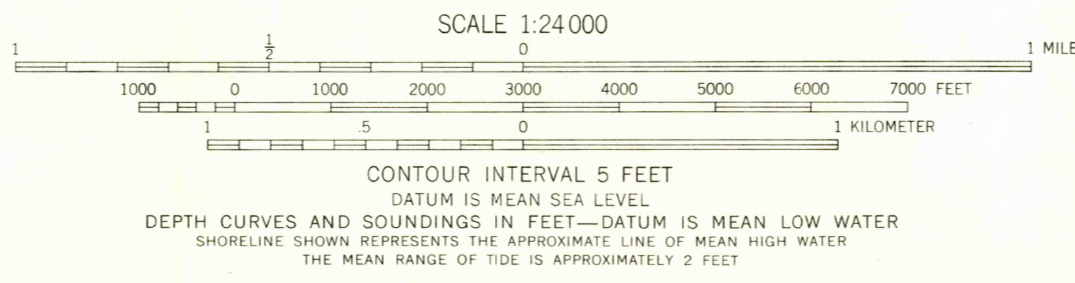 SCALE 1:24000
1 ½ 0 1 MILE
1000 0 1000 2000 3000 4000 5000 6000 7000 FEET
1 .5 0 1 KILOMETER
CONTOUR INTERVAL 5 FEET
DATUM IS MEAN SEA LEVEL
DEPTH CURVES AND SOUNDINGS IN FEET—DATUM IS MEAN LOW WATER
SHORELINE SHOWN REPRESENTS THE APPROXIMATE LINE OF MEAN HIGH WATER
THE MEAN RANGE OF TIDE IS APPROXIMATELY 2 FEET